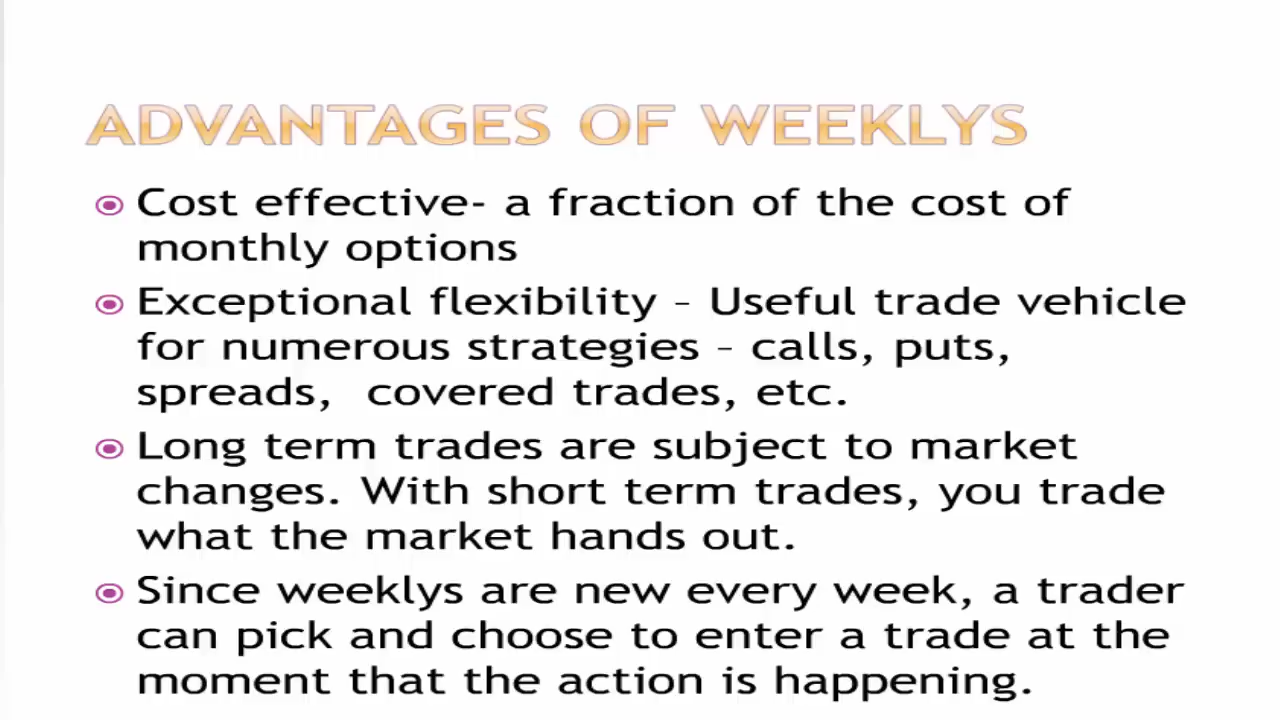 ADVANTAGES OF WEEKLYS
Cost effective- a fraction of the cost of
monthly options
Exceptional flexibility – Useful trade vehicle
for numerous strategies – calls, puts,
spreads,  covered trades, etc.
Long term trades are subject to market
changes. With short term trades, you trade
what the market hands out.
Since weeklys are new every week, a trader
can pick and choose to enter a trade at the
moment that the action is happening.